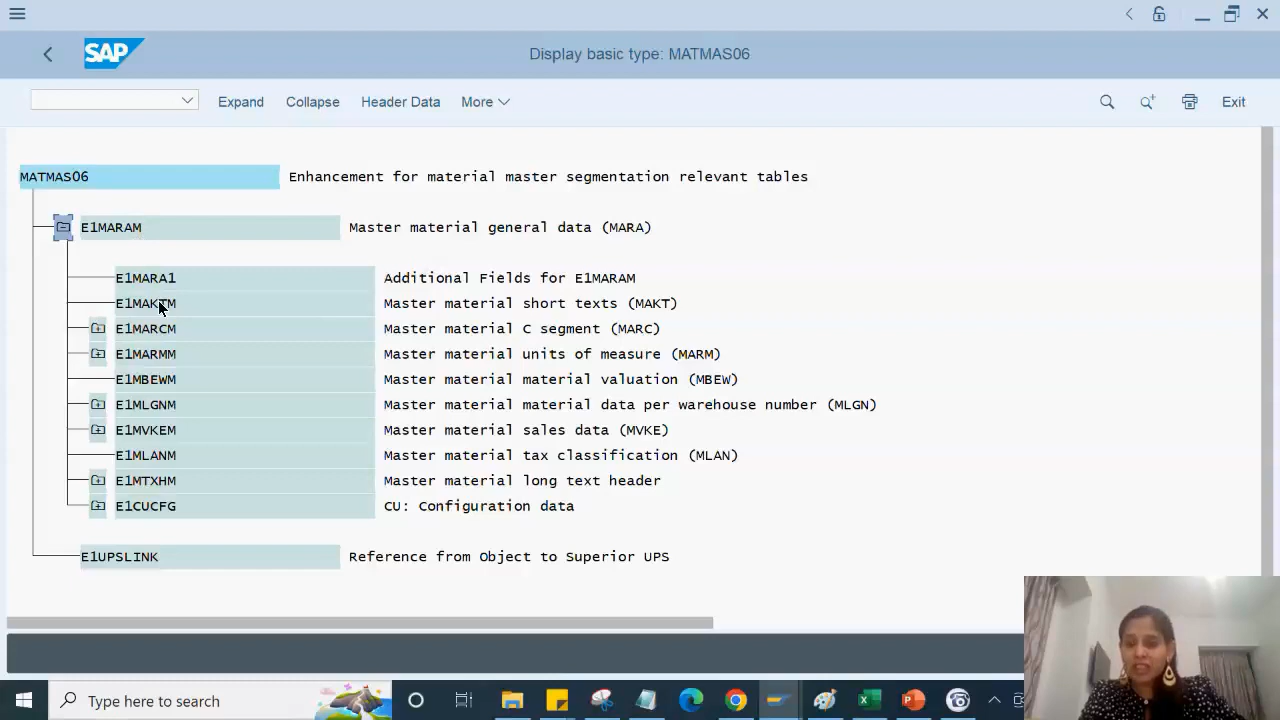 SAP
Display basic type: MATMAS06
Expand Collapse Header Data More Exit
MATMAS06 Enhancement for material master segmentation relevant tables
E1MARAM Master material general data (MARA)
E1MARA1 Additional Fields for E1MARAM
E1MAKTM Master material short texts (MAKT)
E1MARCM Master material C segment (MARC)
E1MARMM Master material units of measure (MARM)
E1MBEWM Master material material valuation (MBEW)
E1MLGNM Master material material data per warehouse number (MLGN)
E1MVKEM Master material sales data (MVKE)
E1MLANM Master material tax classification (MLAN)
E1MTXHM Master material long text header
E1CUCFG CU: Configuration data
E1UPSLINK Reference from Object to Superior UPS
Type here to search